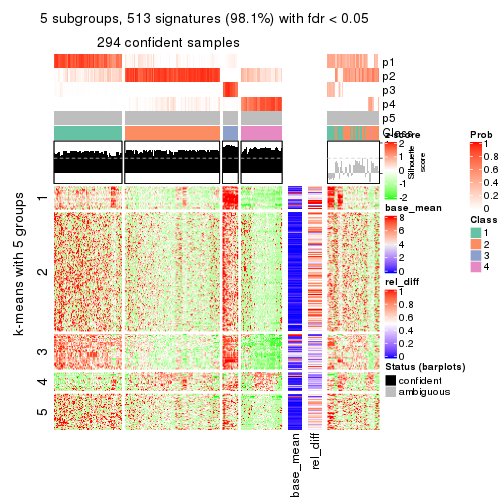 5 subgroups, 513 signatures (98.1%) with fdr < 0.05
294 confident samples
p1
p2
p3
p4
p5
Class
z-score
2
1
0
-1
-2
Silhouette
score
Prob
1
0.8
0.6
0.4
0.2
0
base_mean
8
6
4
2
0
Class
1
2
3
4
rel_diff
1
0.8
0.6
0.4
0.2
0
Status (barplots)
confident
ambiguous
k-means with 5 groups
1
2
3
4
5
base_mean
rel_diff